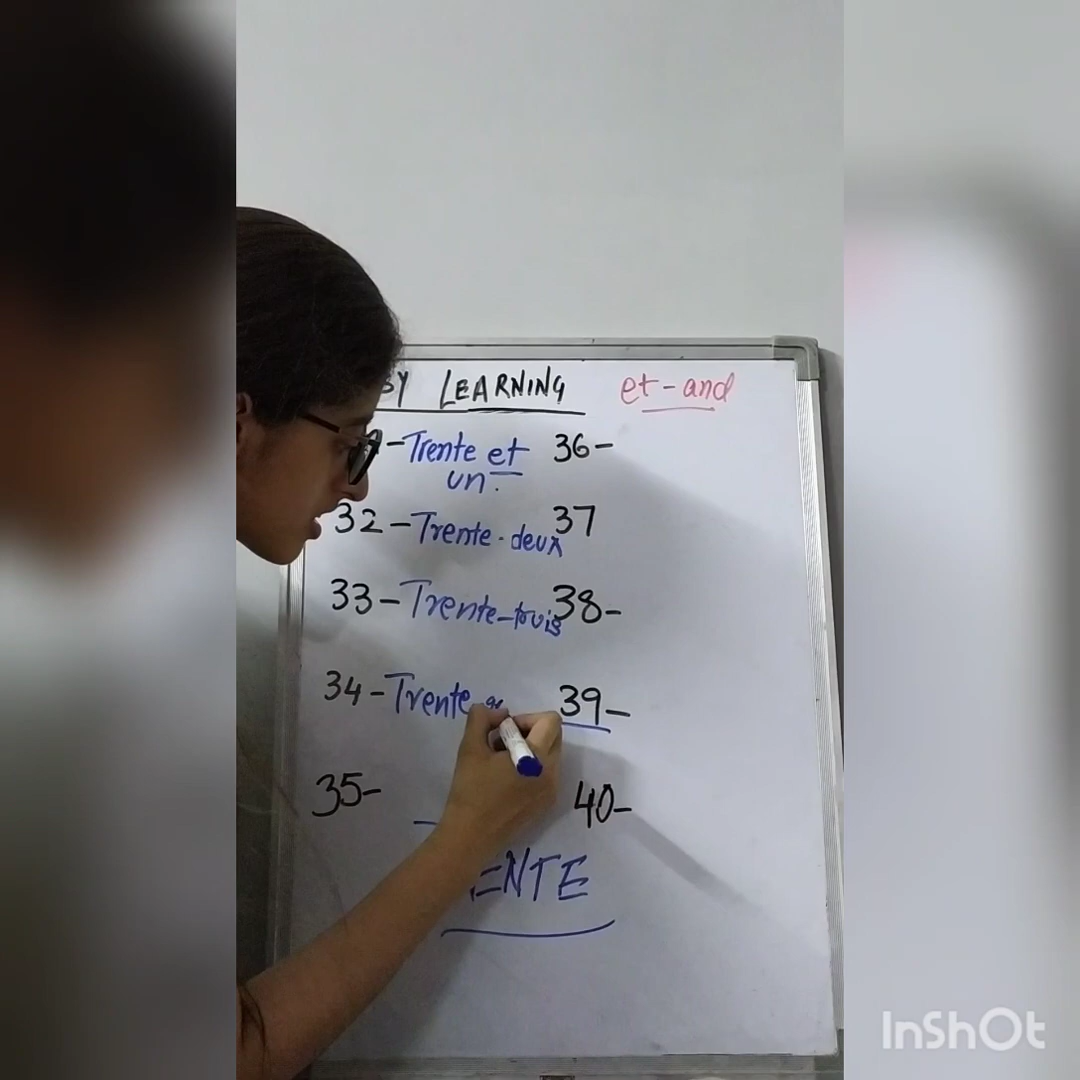 LEARNING et - and
- Trente et 36 -
un.
32 - Trente - deux 37
33 - Trente - trois 38 -
34 - Trente 39 -
35 - 40 -
ENTE
InShOt